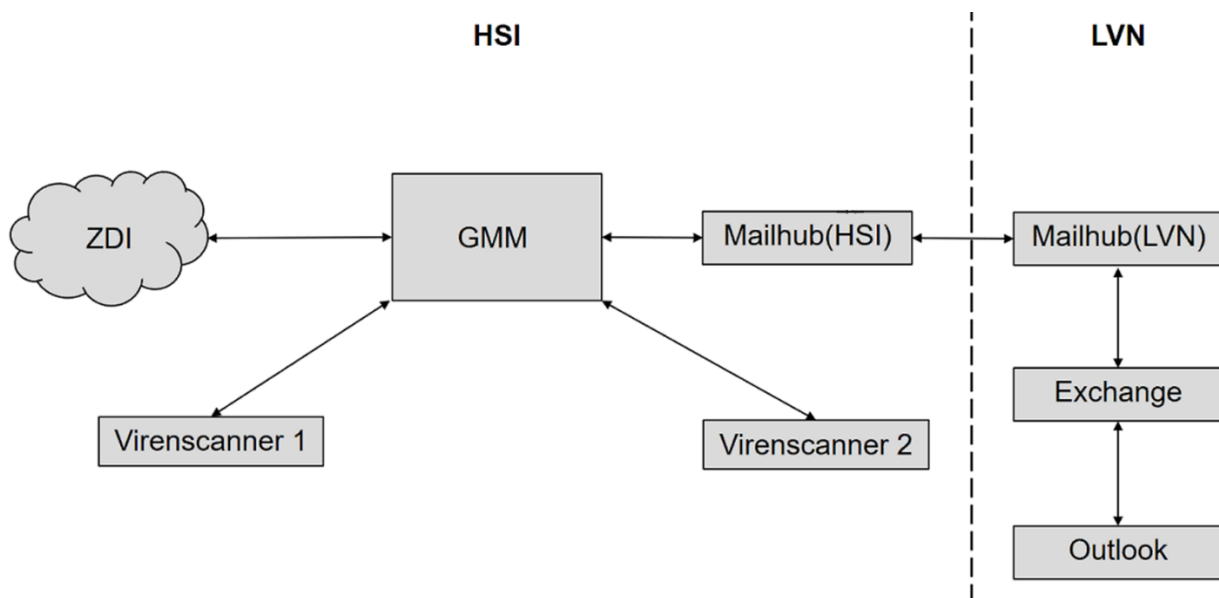 HSI
LVN
ZDI
GMM
Mailhub(HSI)
Mailhub(LVN)
Exchange
Virenscanner 1
Virenscanner 2
Outlook